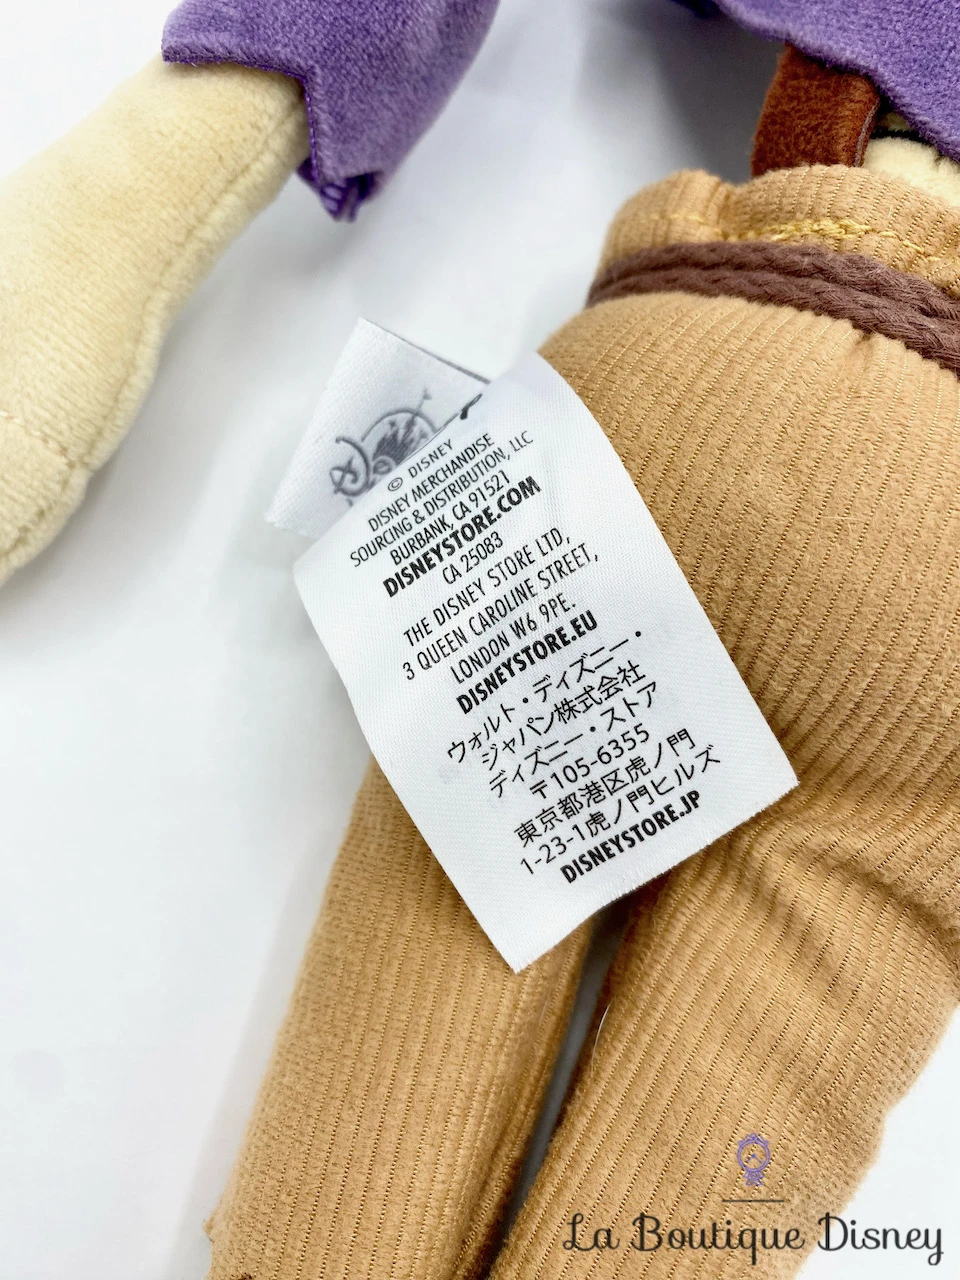 © DISNEY
DISNEY MERCHANDISE
SOURCING & DISTRIBUTION, LLC
BURBANK, CA 91521
DISNEYSTORE.COM
CA 25083
THE DISNEY STORE LTD,
3 QUEEN CAROLINE STREET,
LONDON W6 9PE.
DISNEYSTORE.EU
ウォルト・ディズニー・
ジャパン株式会社
ディズニー・ストア
〒105-6355
東京都港区虎ノ門
1-23-1虎ノ門ヒルズ
DISNEYSTORE.JP
La Boutique Disney